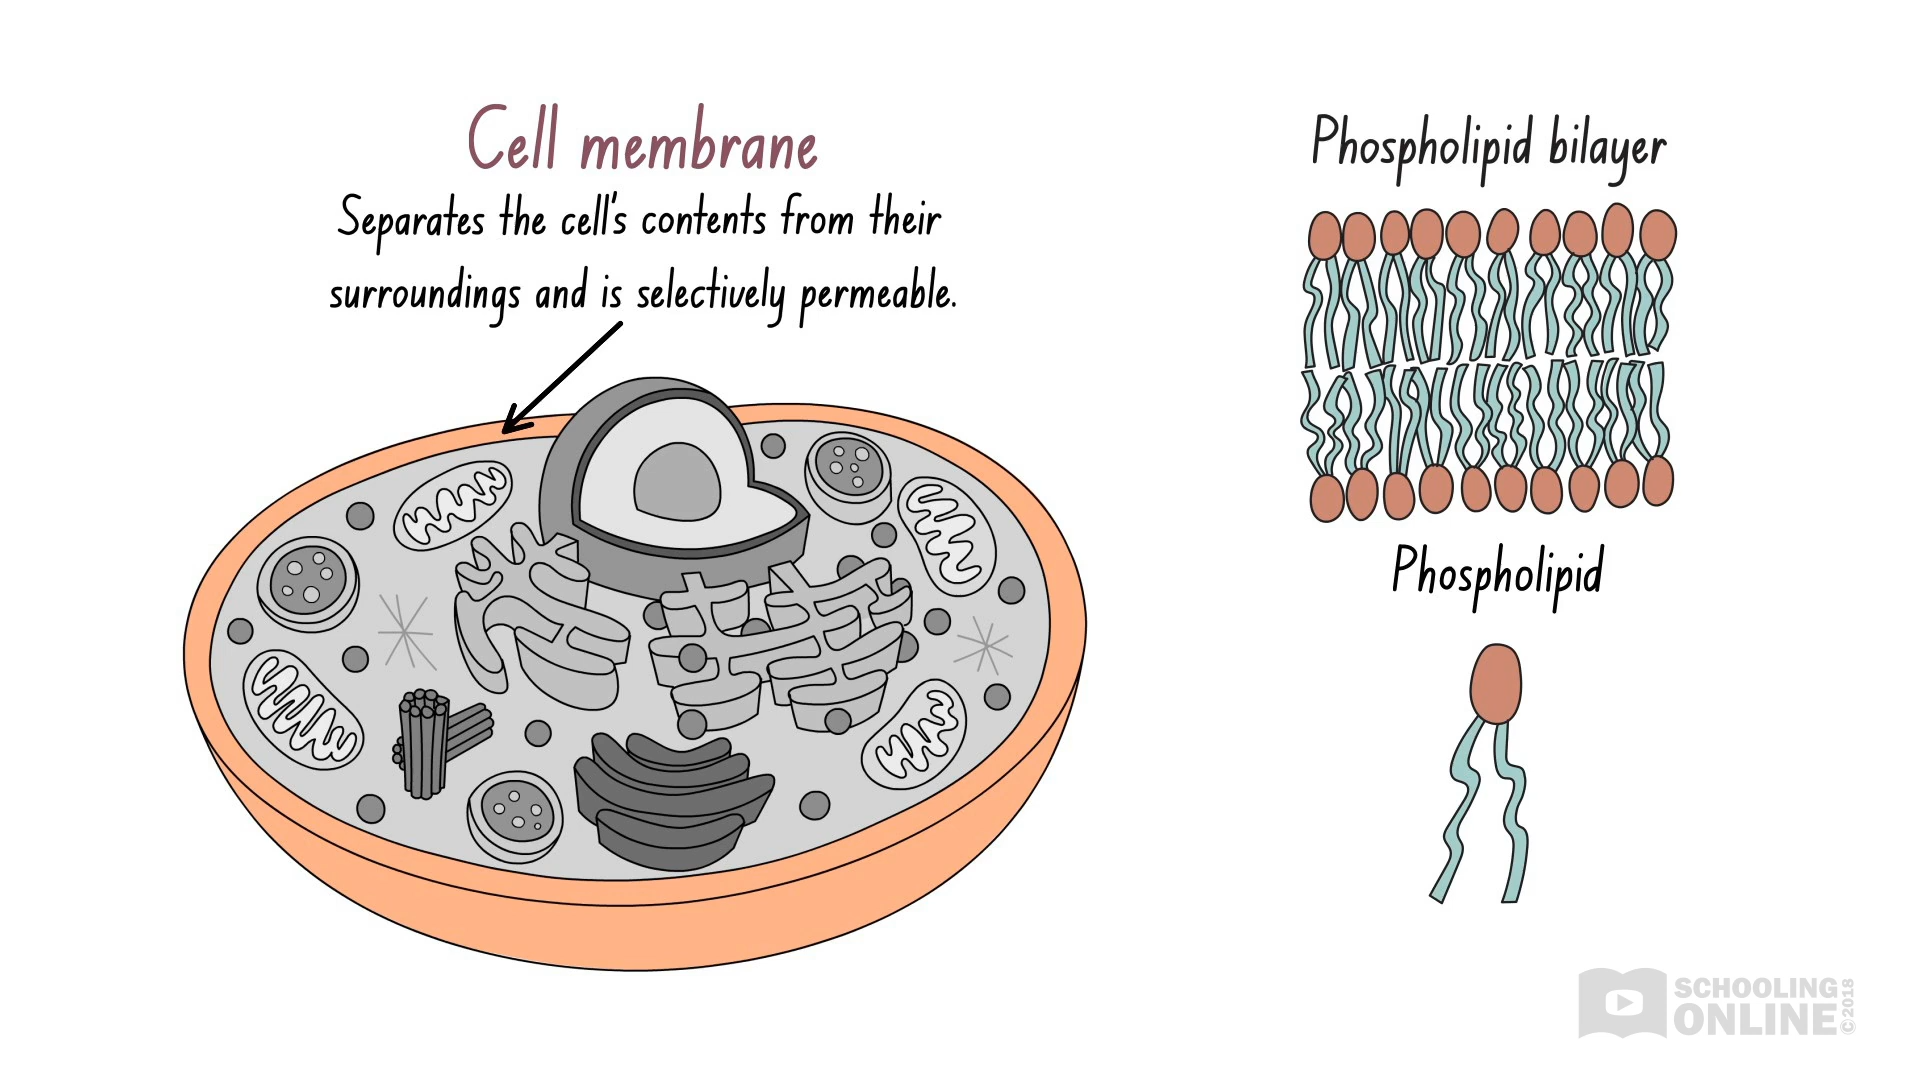 Cell membrane
Separates the cell's contents from their
surroundings and is selectively permeable.
Phospholipid bilayer
Phospholipid
SCHOOLING
ONLINE
©2018